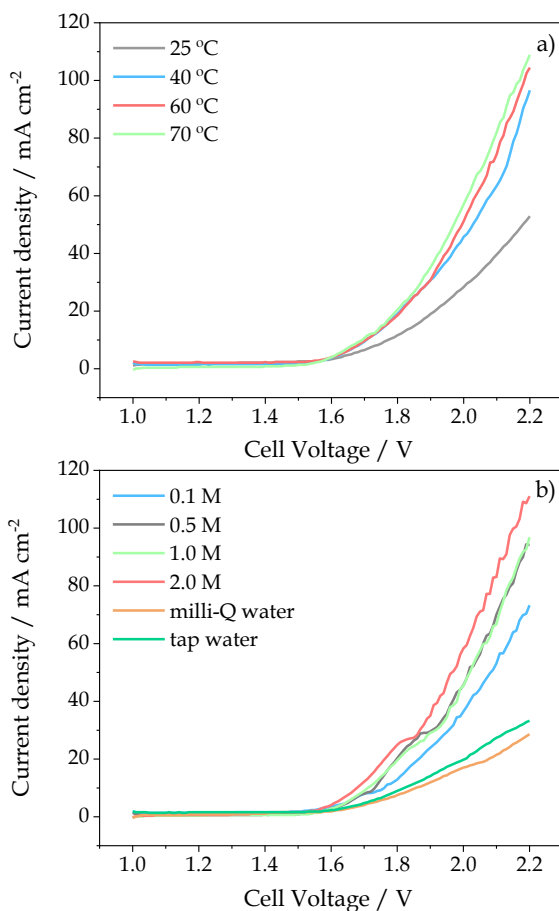 a)
25 ºC
40 ºC
60 ºC
70 ºC
Current density / mA cm-2
120
100
80
60
40
20
0
1.0 1.2 1.4 1.6 1.8 2.0 2.2
Cell Voltage / V
b)
0.1 M
0.5 M
1.0 M
2.0 M
milli-Q water
tap water
Current density / mA cm-2
120
100
80
60
40
20
0
1.0 1.2 1.4 1.6 1.8 2.0 2.2
Cell Voltage / V